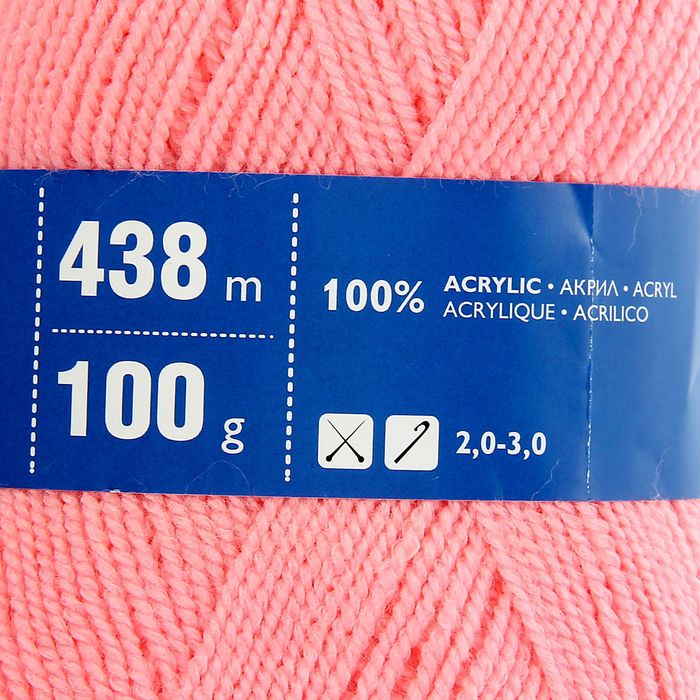 438 m
100 g
100% ACRYLIC • АКРИЛ • ACRYL
ACRYLIQUE • ACRILICO
2,0-3,0